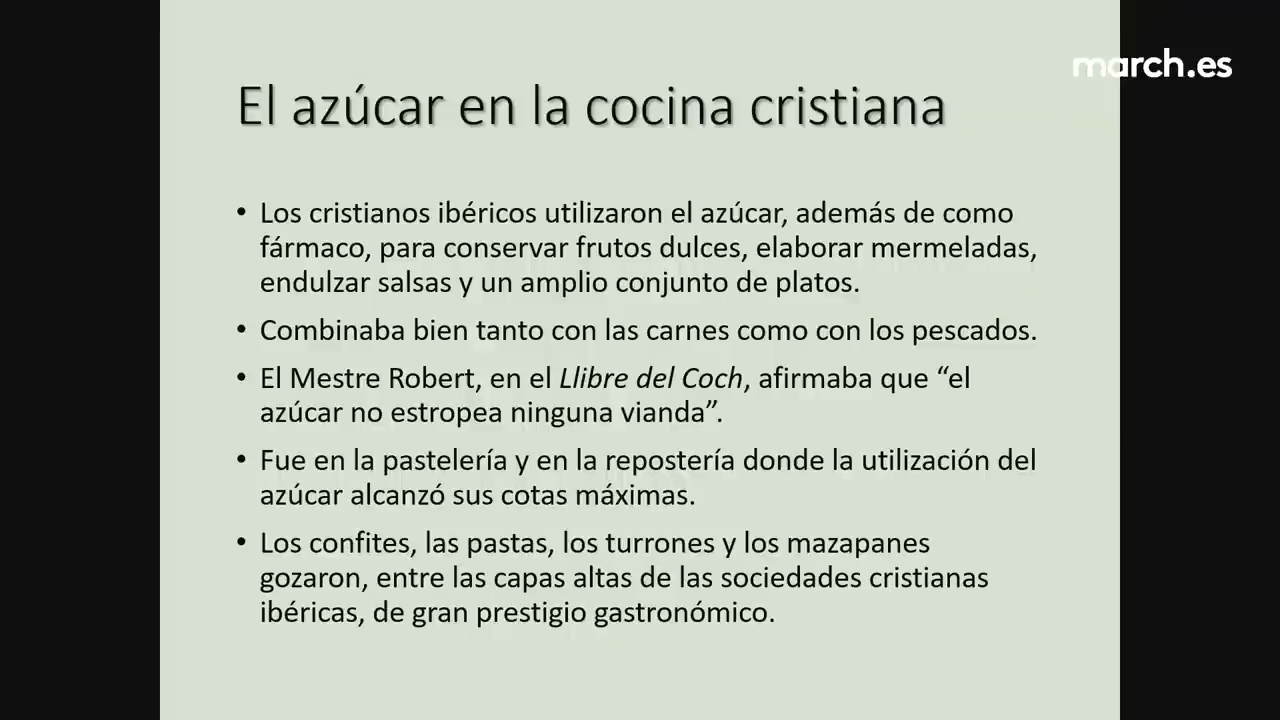 march.es
El azúcar en la cocina cristiana
• Los cristianos ibéricos utilizaron el azúcar, además de como
fármaco, para conservar frutos dulces, elaborar mermeladas,
endulzar salsas y un amplio conjunto de platos.
• Combinaba bien tanto con las carnes como con los pescados.
• El Mestre Robert, en el Llibre del Coch, afirmaba que “el
azúcar no estropea ninguna vianda”.
• Fue en la pastelería y en la repostería donde la utilización del
azúcar alcanzó sus cotas máximas.
• Los confites, las pastas, los turrones y los mazapanes
gozaron, entre las capas altas de las sociedades cristianas
ibéricas, de gran prestigio gastronómico.